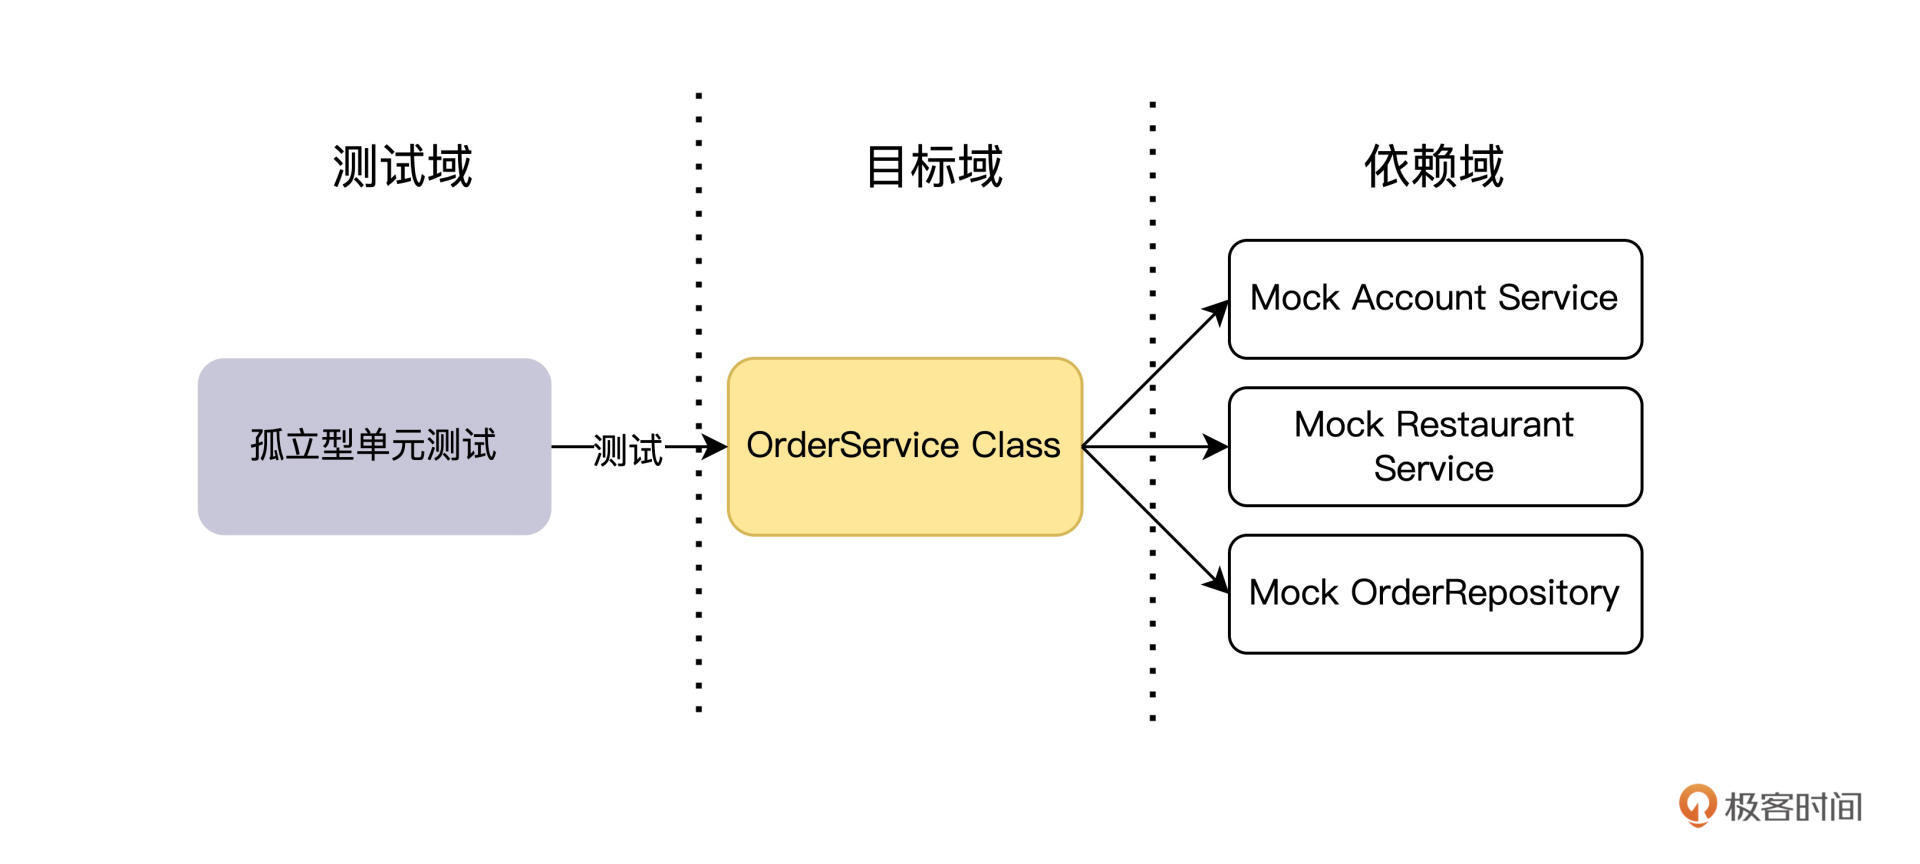 测试域
目标域
依赖域
孤立型单元测试
测试
OrderService Class
Mock Account Service
Mock Restaurant
Service
Mock OrderRepository
极客时间